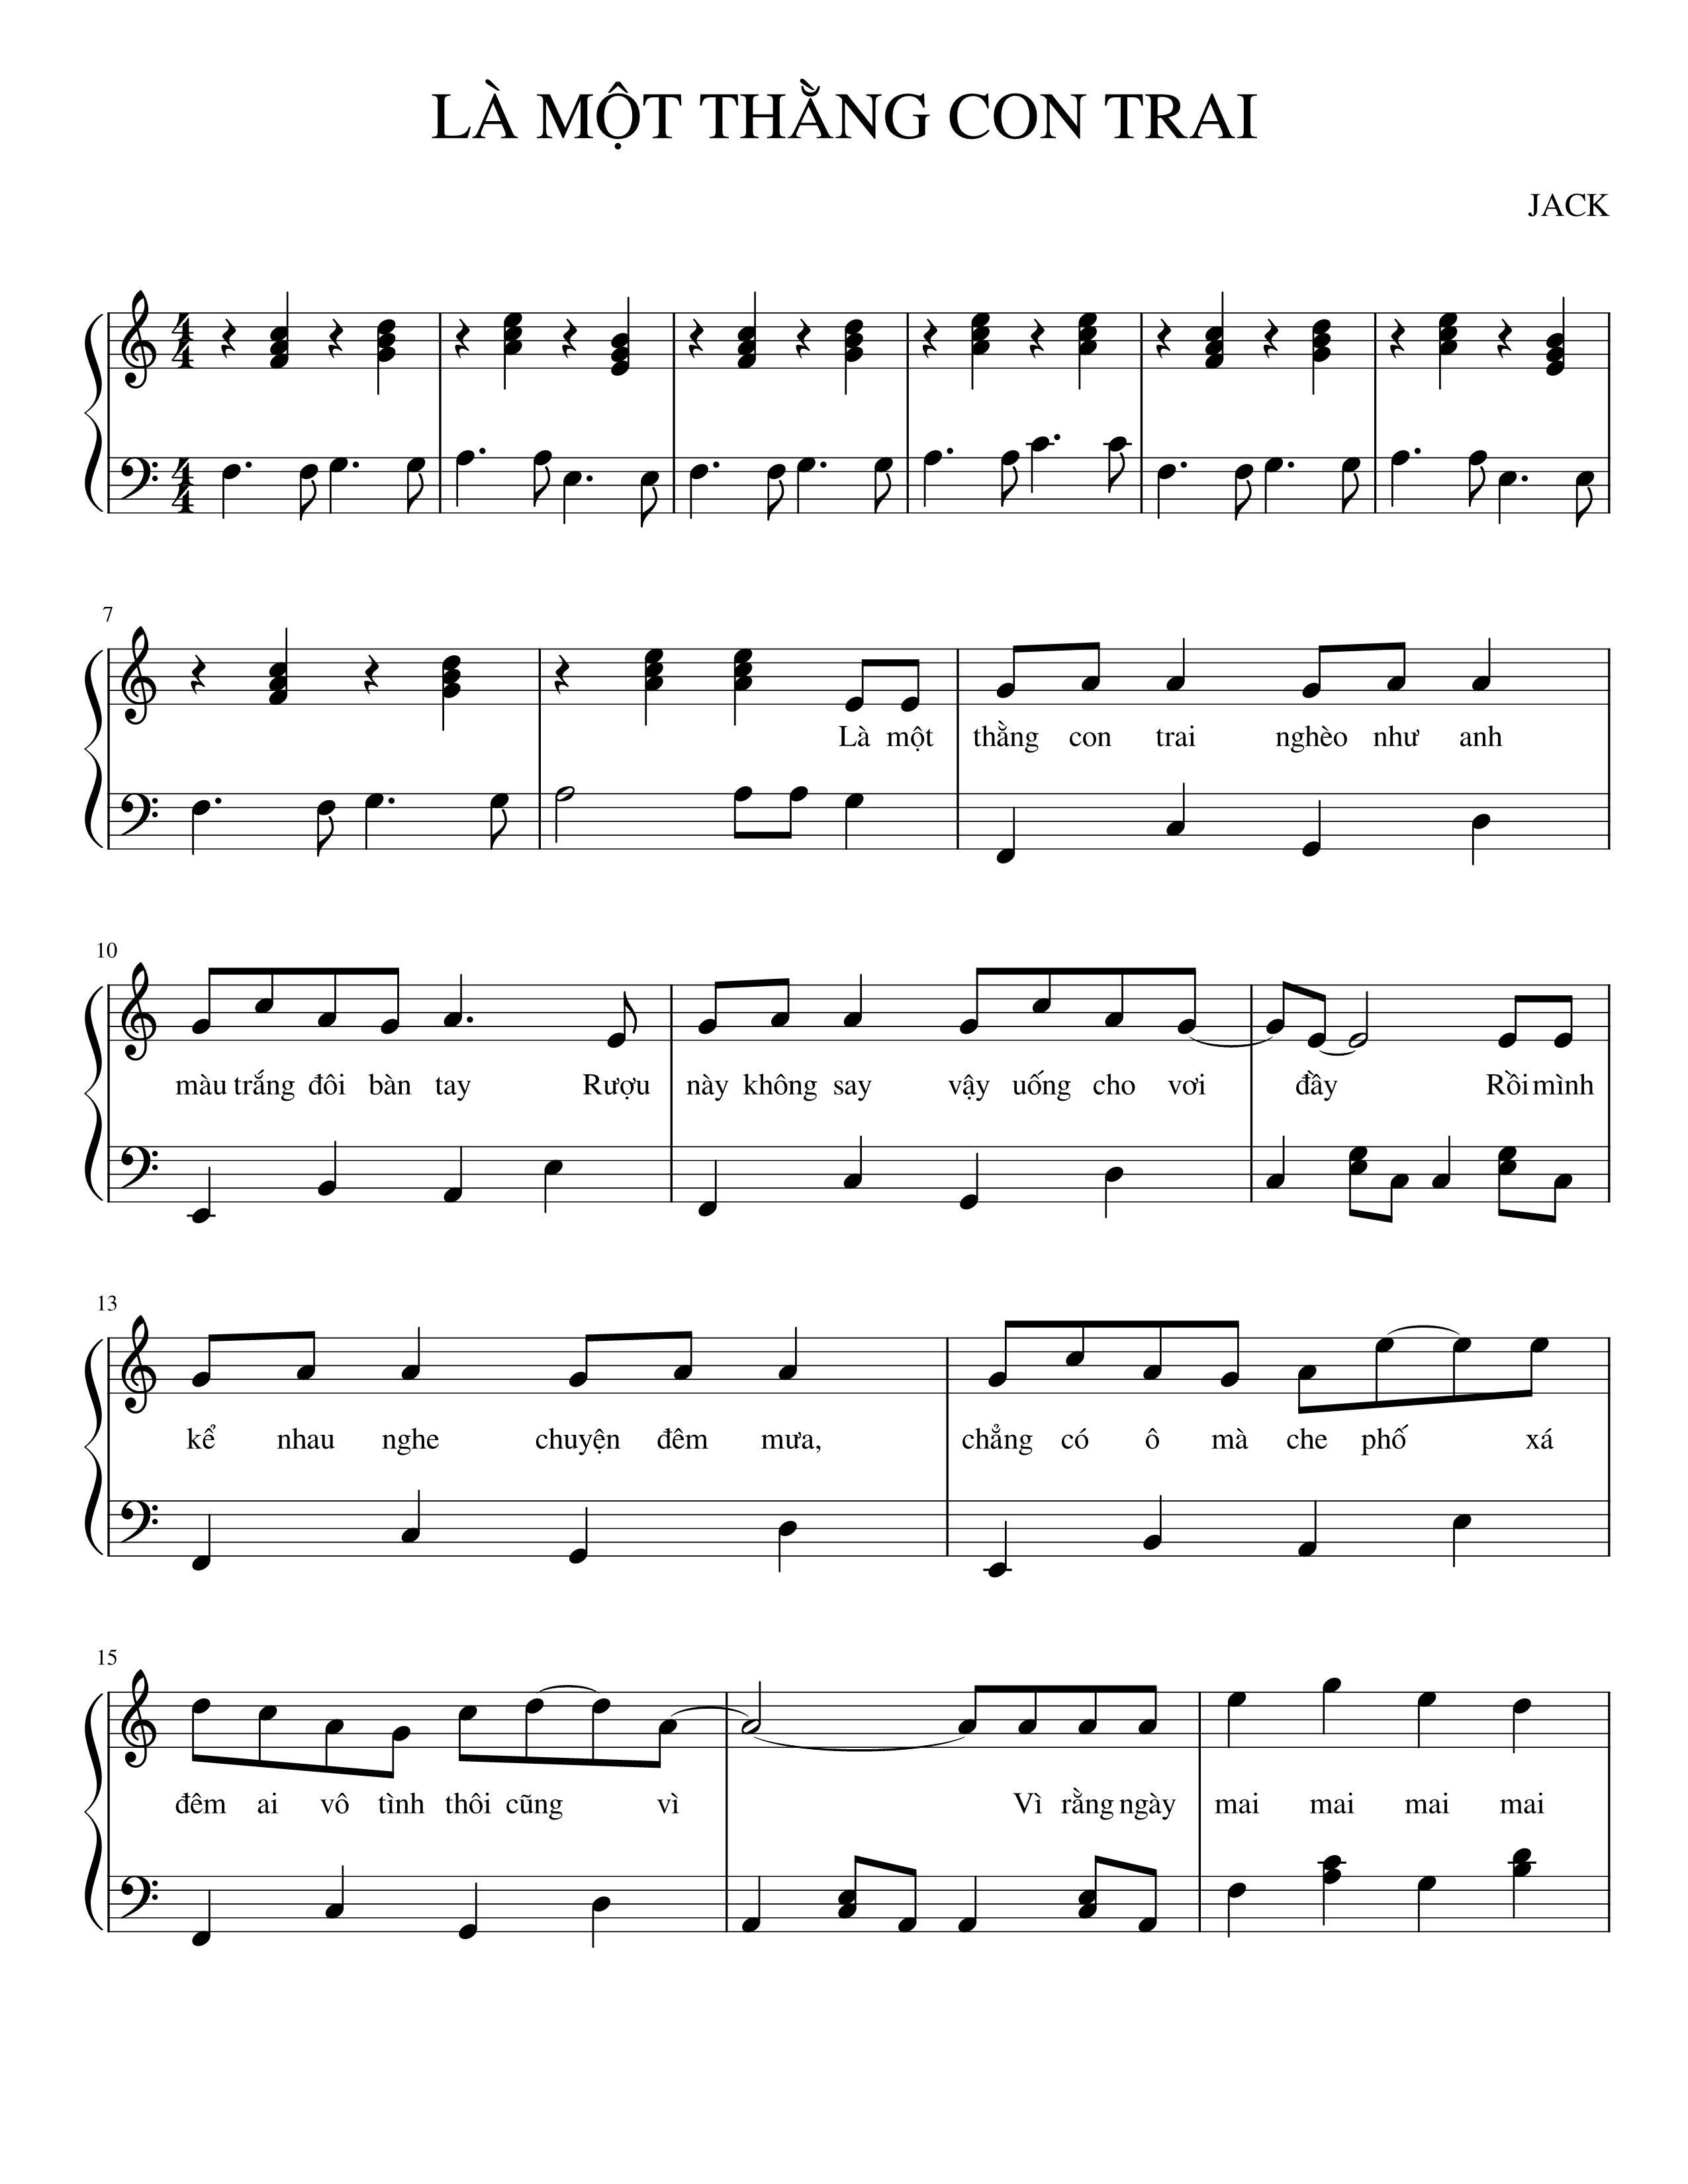 LÀ MỘT THẰNG CON TRAI
JACK
4 4
4 4
7
Là một thằng con trai nghèo như anh
10
màu trắng đôi bàn tay Rượu này không say vậy uống cho vơi đầy Rồi mình
13
kể nhau nghe chuyện đêm mưa, chẳng có ô mà che phố xá
15
đêm ai vô tình thôi cũng vì Vì rằng ngày mai mai mai mai